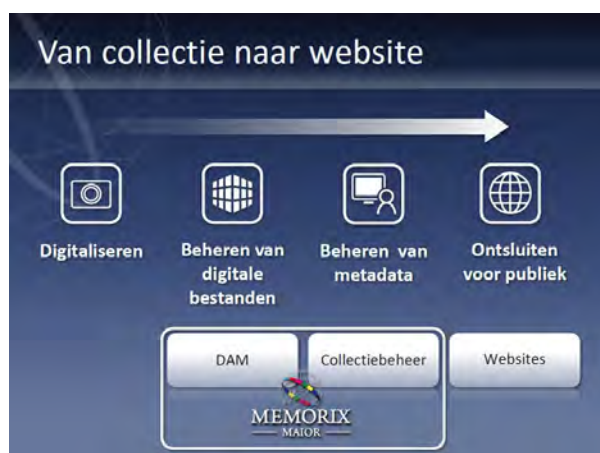 Van collectie naar website
Digitaliseren
Beheren van
digitale
bestanden
Beheren van
metadata
Ontsluiten
voor publiek
DAM
Collectiebeheer
Websites
MEMORIX
MAIOR